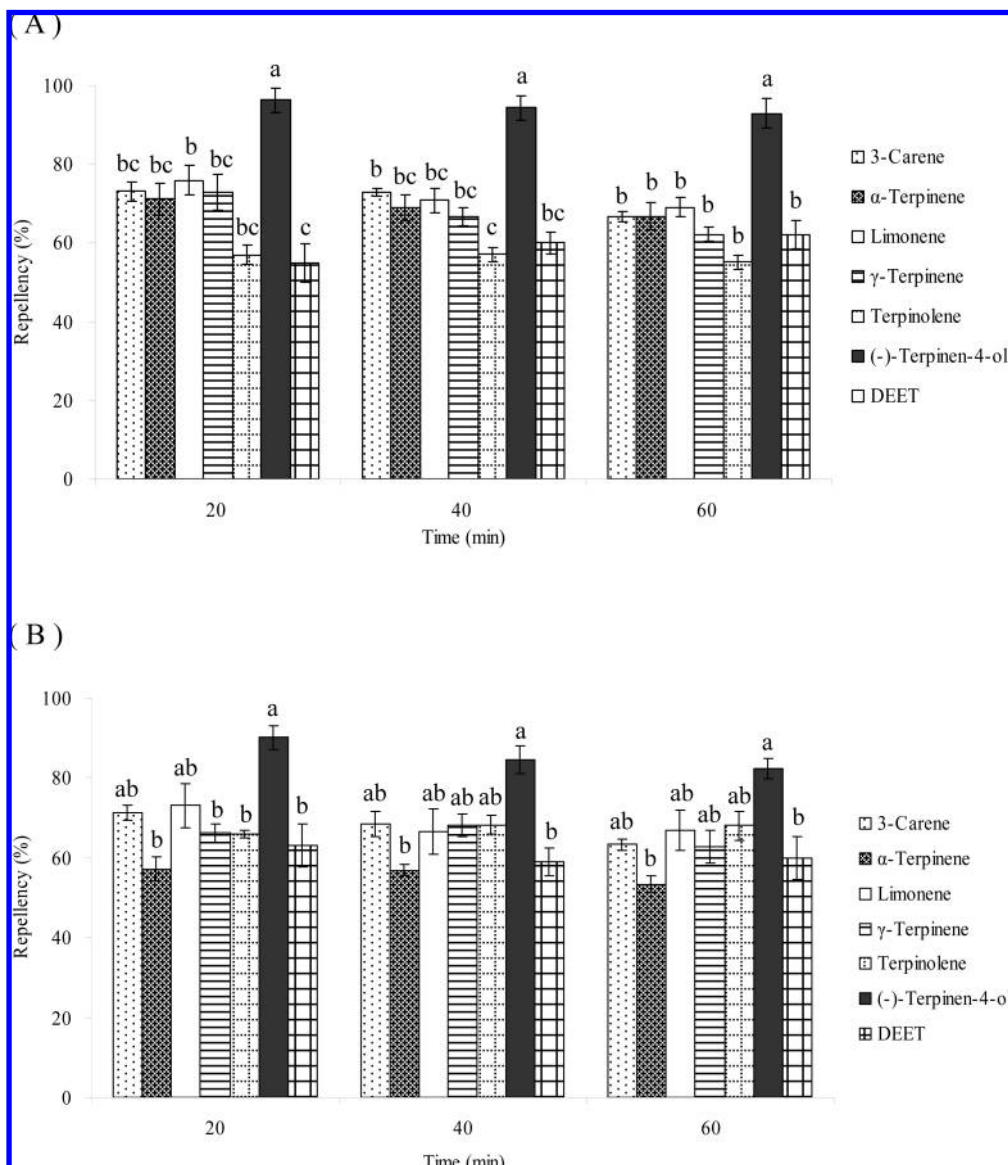 ( A )
100
80
60
40
20
0
Repellency (%)
bc bc b bc bc a c
b bc bc bc c a bc
b b b b b a b
20 40 60
Time (min)
3-Carene
α-Terpinene
Limonene
γ-Terpinene
Terpinolene
(-)-Terpinen-4-ol
DEET
( B )
100
80
60
40
20
0
Repellency (%)
ab b ab b b a b
ab b ab ab ab a b
ab b ab ab ab a b
20 40 60
Time (min)
3-Carene
α-Terpinene
Limonene
γ-Terpinene
Terpinolene
(-)-Terpinen-4-o
DEET